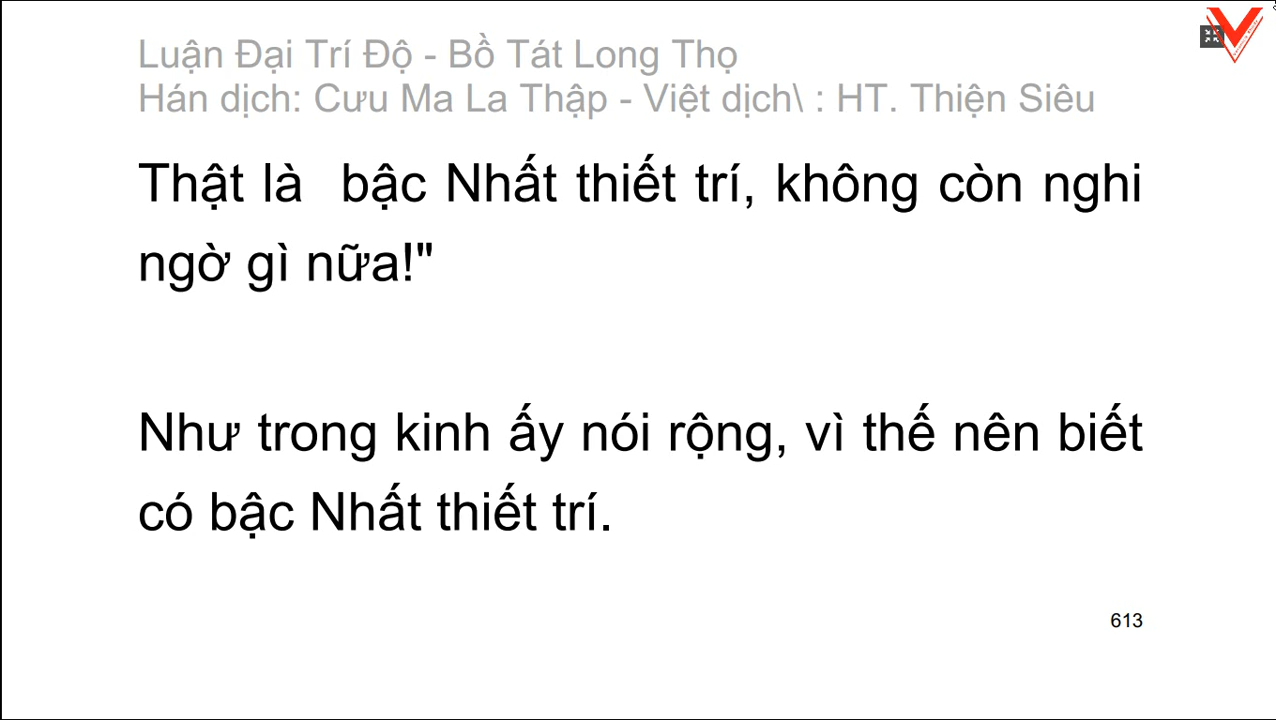 Luận Đại Trí Độ - Bồ Tát Long Thọ
Hán dịch: Cưu Ma La Thập - Việt dịch\ : HT. Thiện Siêu
Thật là  bậc Nhất thiết trí, không còn nghi
ngờ gì nữa!"
Như trong kinh ấy nói rộng, vì thế nên biết
có bậc Nhất thiết trí.
613